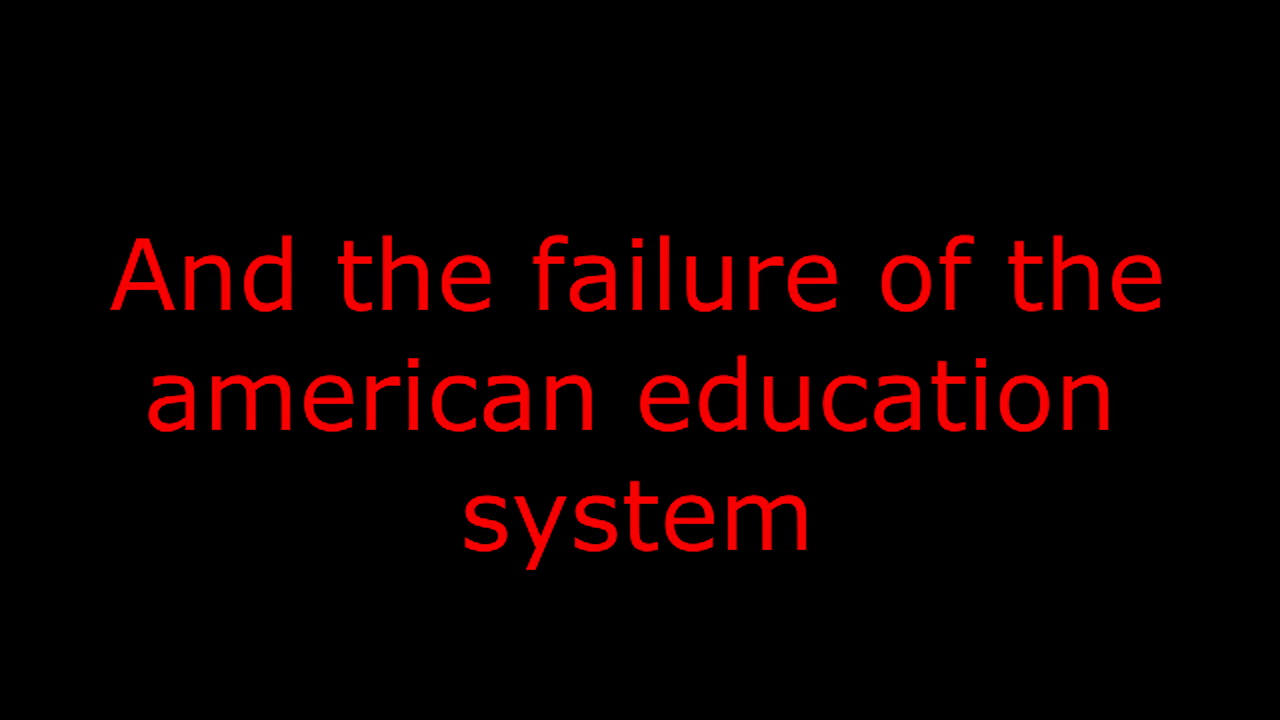 And the failure of the
american education
system